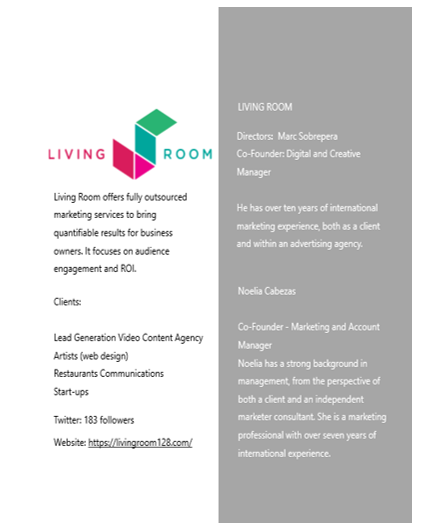 LIVING ROOM
Living Room offers fully outsourced
marketing services to bring
quantifiable results for business
owners. It focuses on audience
engagement and ROI.
Clients:
Lead Generation Video Content Agency
Artists (web design)
Restaurants Communications
Start-ups
Twitter: 183 followers
Website: https://livingroom128.com/
LIVING ROOM
Directors: Marc Sobrepera
Co-Founder: Digital and Creative
Manager
He has over ten years of international
marketing experience, both as a client
and within an advertising agency.
Noelia Cabezas
Co-Founder - Marketing and Account
Manager
Noelia has a strong background in
management, from the perspective of
both a client and an independent
marketer consultant. She is a marketing
professional with over seven years of
international experience.